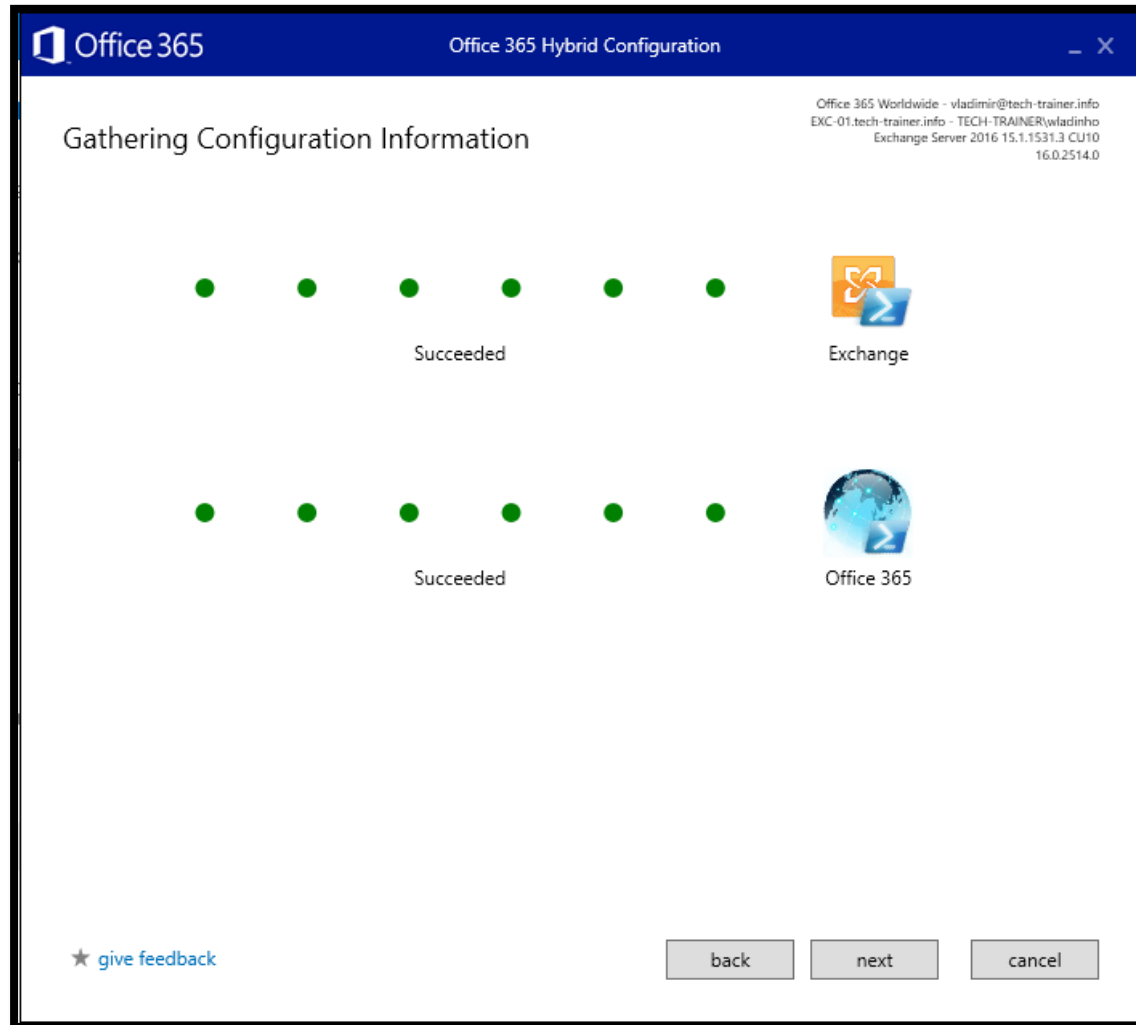 Office 365
Office 365 Hybrid Configuration
Office 365 Worldwide - vladimir@tech-trainer.info
EXC-01.tech-trainer.info - TECH-TRAINER\wladinho
Exchange Server 2016 15.1.1531.3 CU10
16.0.2514.0
Gathering Configuration Information
Succeeded
Exchange
Succeeded
Office 365
give feedback
back
next
cancel